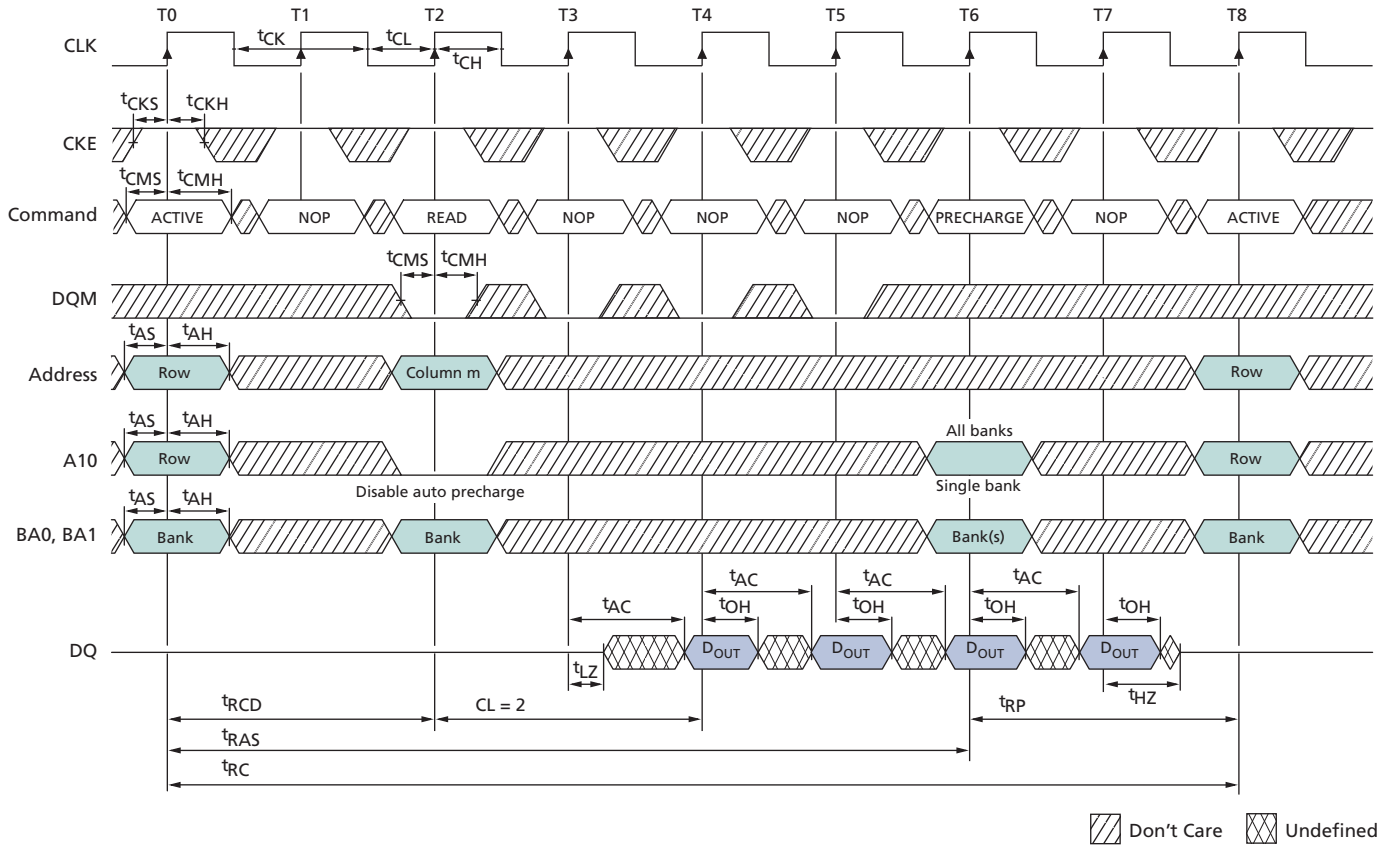 T0 T1 T2 T3 T4 T5 T6 T7 T8
CLK
tCK tCL
tCH
tCKS tCKH
CKE
tCMS tCMH
Command ACTIVE NOP READ NOP NOP NOP PRECHARGE NOP ACTIVE
tCMS tCMH
DQM
tAS tAH
Address Row Column m Row
tAS tAH
All banks
A10 Row Row
Disable auto precharge Single bank
tAS tAH
BA0, BA1 Bank Bank Bank(s) Bank
tAC tAC tAC
tAC tOH tOH tOH tOH
DQ DOUT DOUT DOUT DOUT
tLZ tHZ
tRCD CL = 2 tRP
tRAS
tRC
Don't Care Undefined